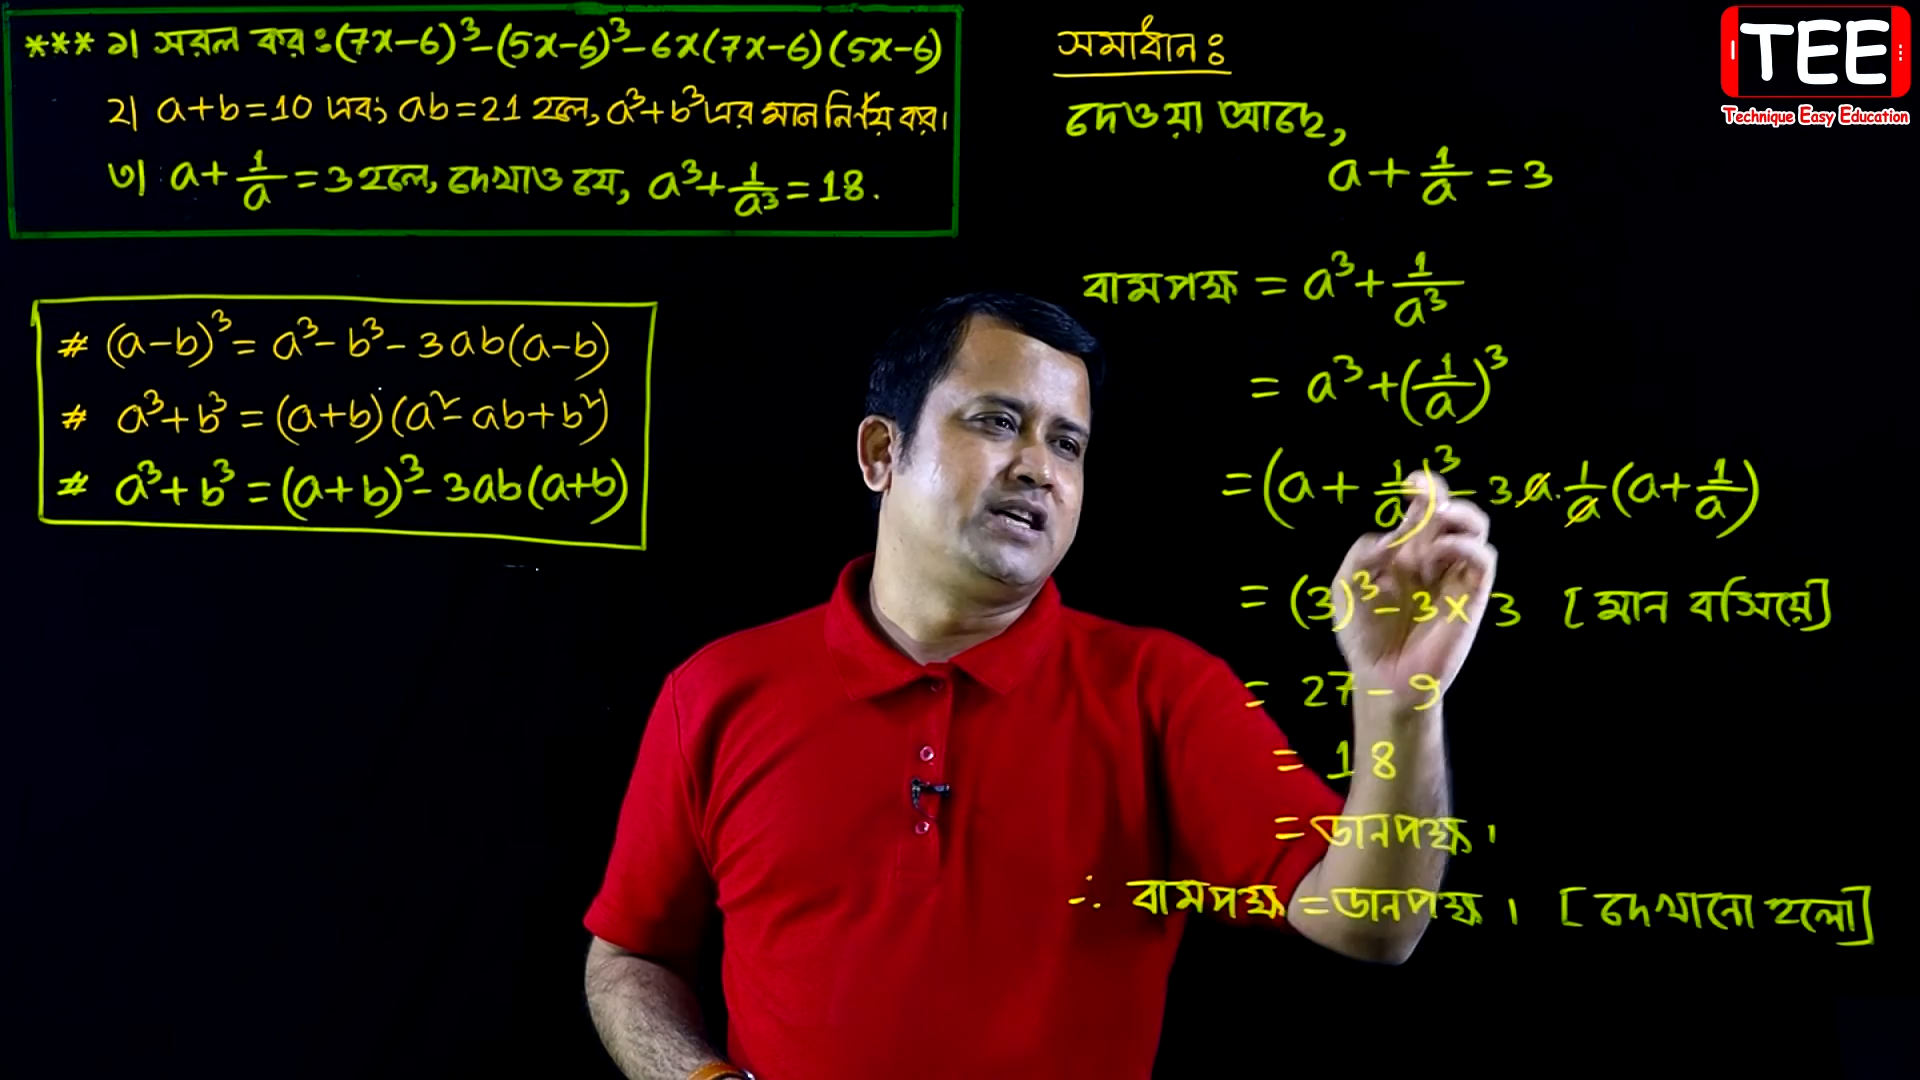 *** ১। সরল কর : (7x-6)³-(5x-6)³-6x(7x-6)(5x-6)
২। a+b=10 এবং ab=21 হলে, a³+b³ এর মান নির্ণয় কর।
৩। a+1/a=3 হলে, দেখাও যে, a³+1/a³=18.
# (a-b)³= a³-b³-3ab(a-b)
# a³+b³=(a+b)(a²-ab+b²)
# a³+b³=(a+b)³-3ab(a+b)
সমাধান :
দেওয়া আছে,
a+1/a=3
বামপক্ষ = a³+1/a³
= a³+(1/a)³
=(a+1/a)³-3a·1/a(a+1/a)
= (3)³-3×3 [মান বসিয়ে]
= 27-9
= 18
= ডানপক্ষ।
∴ বামপক্ষ =ডানপক্ষ। [দেখানো হলো]
TEE
Technique Easy Education